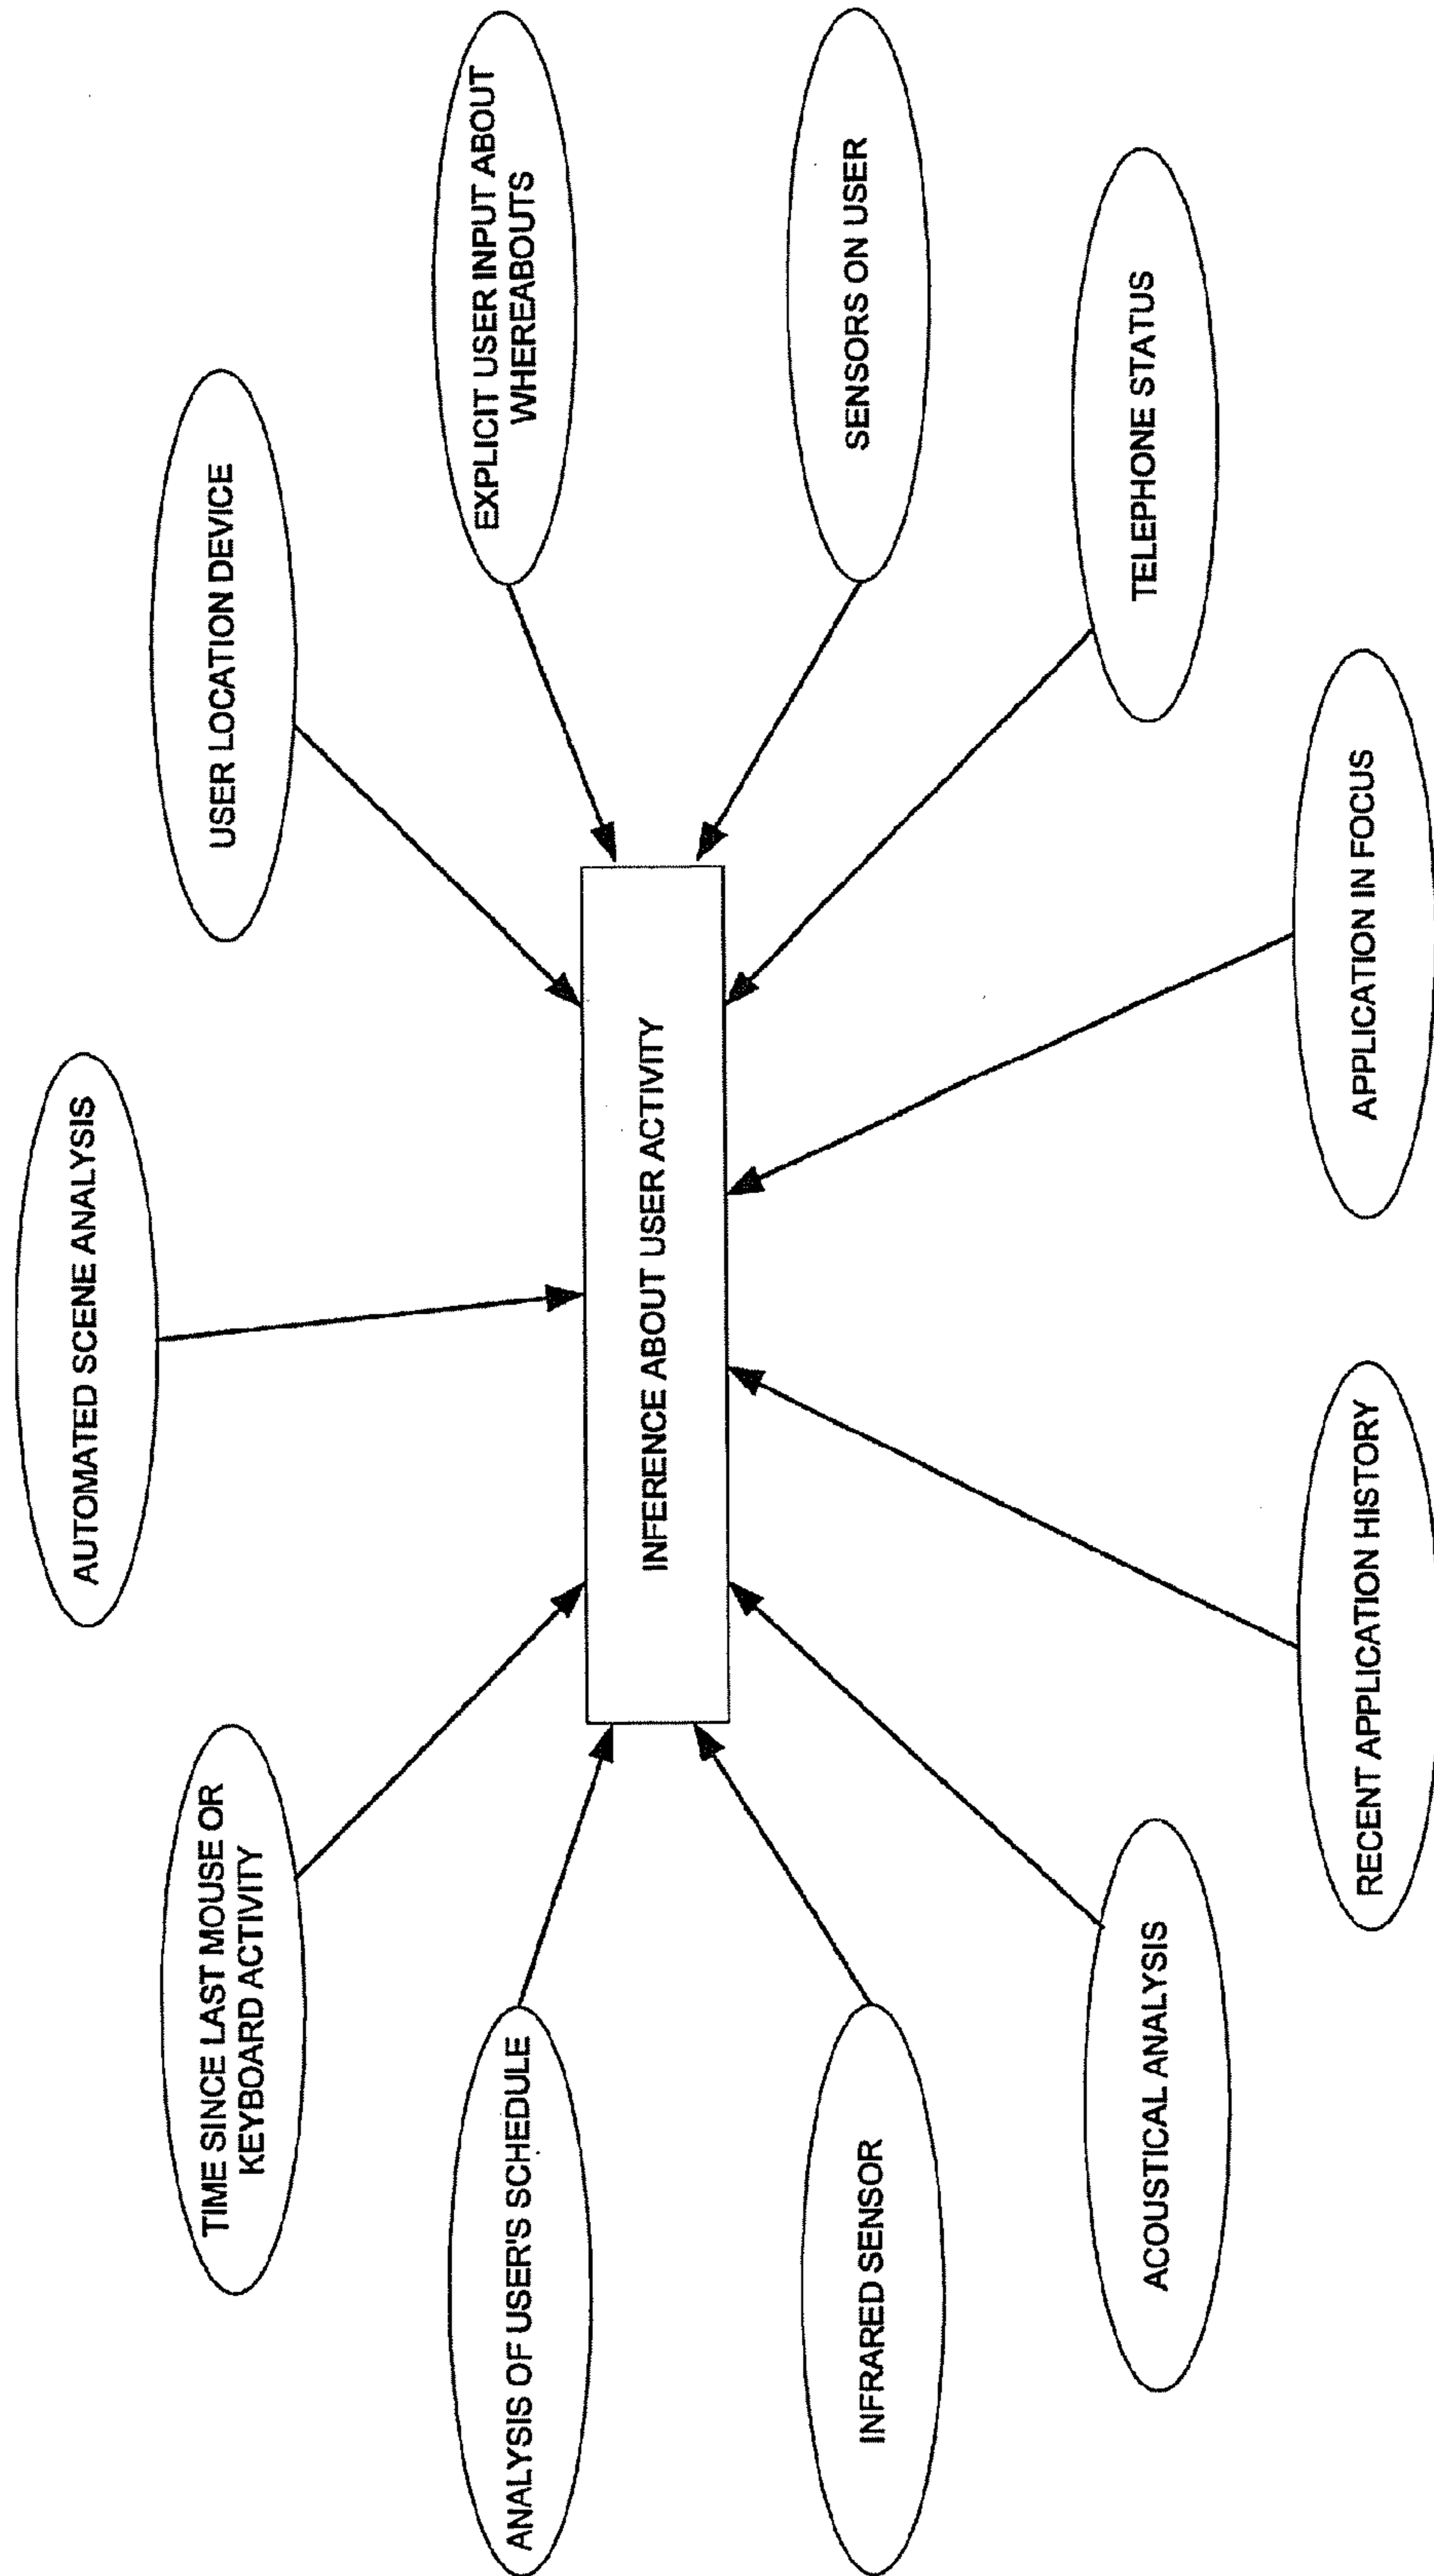 AUTOMATED SCENE ANALYSIS
TIME SINCE LAST MOUSE OR
KEYBOARD ACTIVITY
USER LOCATION DEVICE
ANALYSIS OF USER'S SCHEDULE
EXPLICIT USER INPUT ABOUT
WHEREABOUTS
INFERENCE ABOUT USER ACTIVITY
INFRARED SENSOR
SENSORS ON USER
ACOUSTICAL ANALYSIS
TELEPHONE STATUS
RECENT APPLICATION HISTORY
APPLICATION IN FOCUS